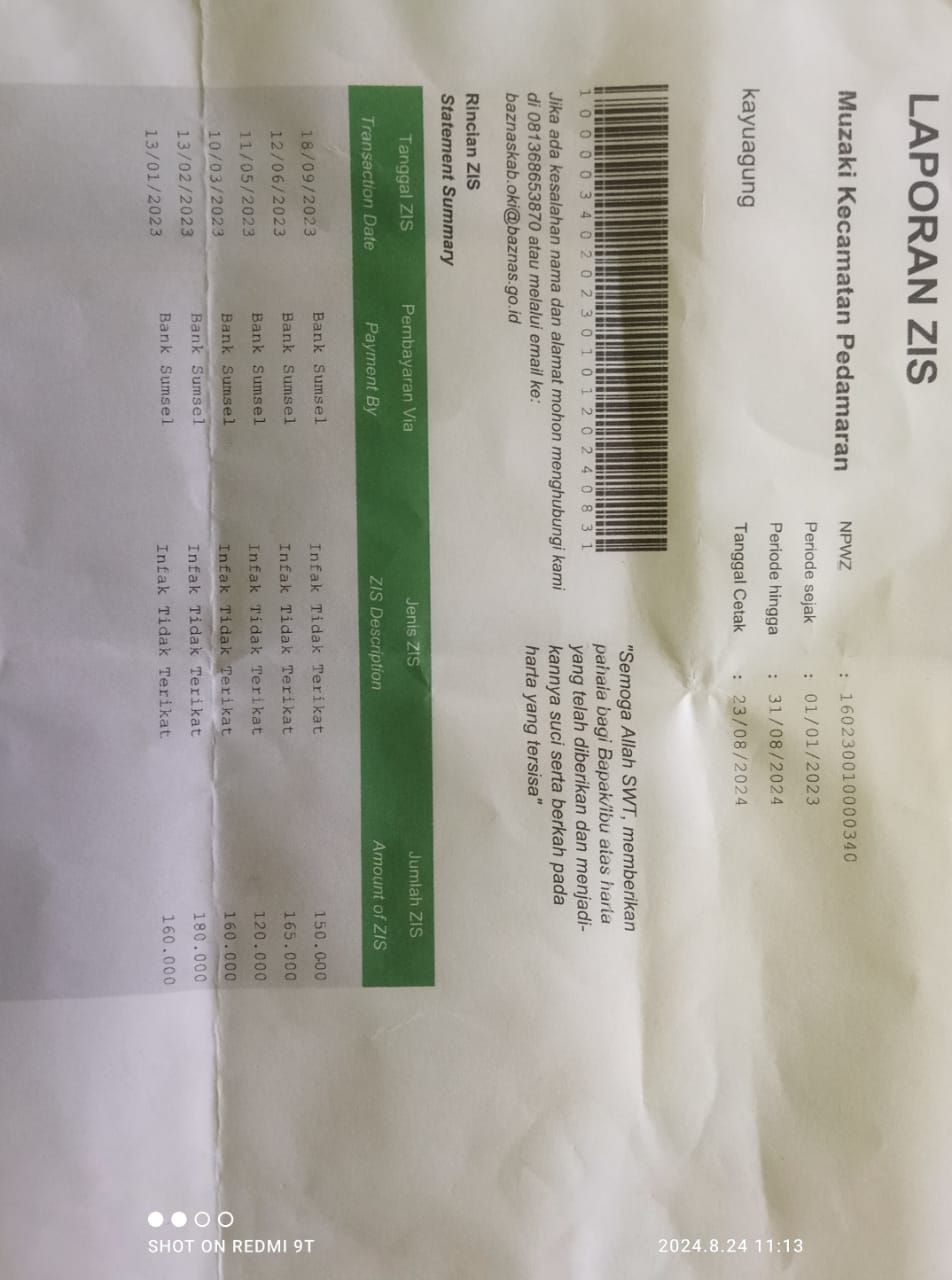 LAPORAN ZIS
Muzaki Kecamatan Pedamaran
kayuagung
NPWZ : 160230010000340
Periode sejak : 01/01/2023
Periode hingga : 31/08/2024
Tanggal Cetak : 23/08/2024
100003402023010120240831
Jika ada kesalahan nama dan alamat mohon menghubungi kami
di 081368653870 atau melalui email ke:
baznaskab.oki@baznas.go.id
"Semoga Allah SWT, memberikan
pahala bagi Bapak/Ibu atas harta
yang telah diberikan dan menjadi-
kannya suci serta berkah pada
harta yang tersisa"
Rincian ZIS
Statement Summary
Tanggal ZIS Pembayaran Via Jenis ZIS Jumlah ZIS
Transaction Date Payment By ZIS Description Amount of ZIS
18/09/2023 Bank Sumsel Infak Tidak Terikat 150.000
12/06/2023 Bank Sumsel Infak Tidak Terikat 165.000
11/05/2023 Bank Sumsel Infak Tidak Terikat 120.000
10/03/2023 Bank Sumsel Infak Tidak Terikat 160.000
13/02/2023 Bank Sumsel Infak Tidak Terikat 180.000
13/01/2023 Bank Sumsel Infak Tidak Terikat 160.000
SHOT ON REDMI 9T
2024.8.24 11:13